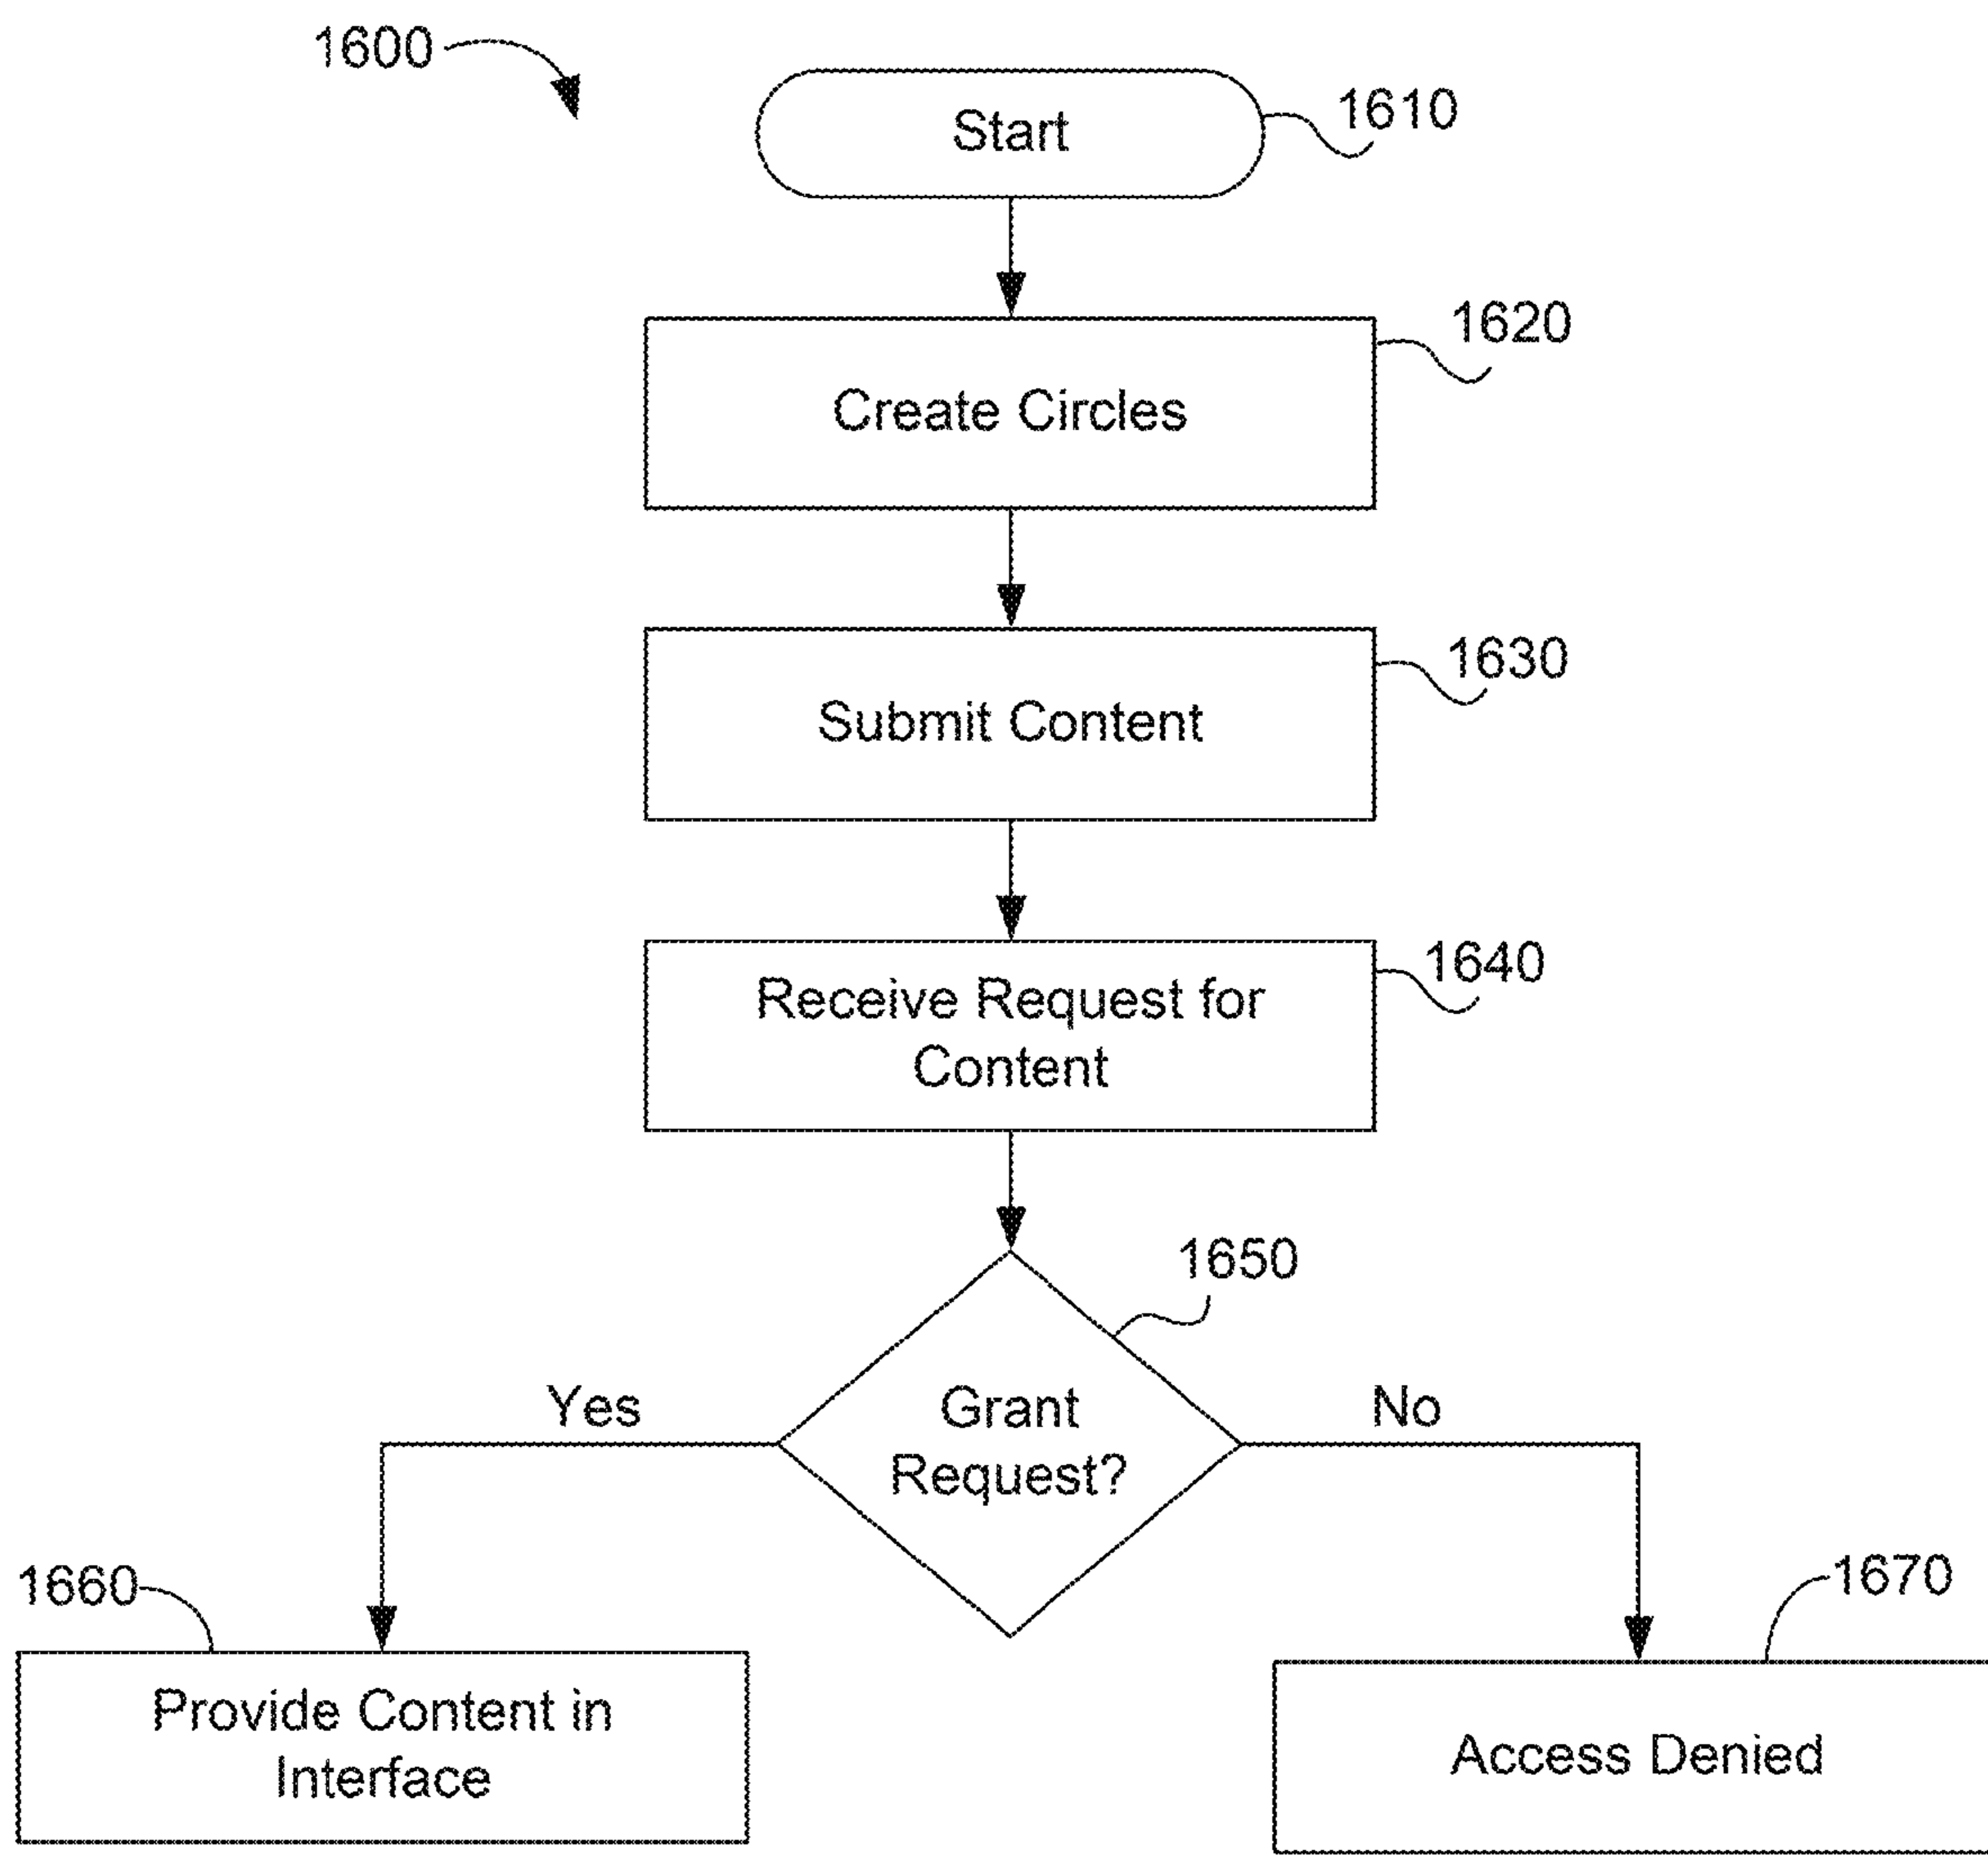 1600
Start
1610
Create Circles
1620
Submit Content
1630
Receive Request for
Content
1640
1650
Grant
Request?
Yes
No
1660
Provide Content in
Interface
1670
Access Denied